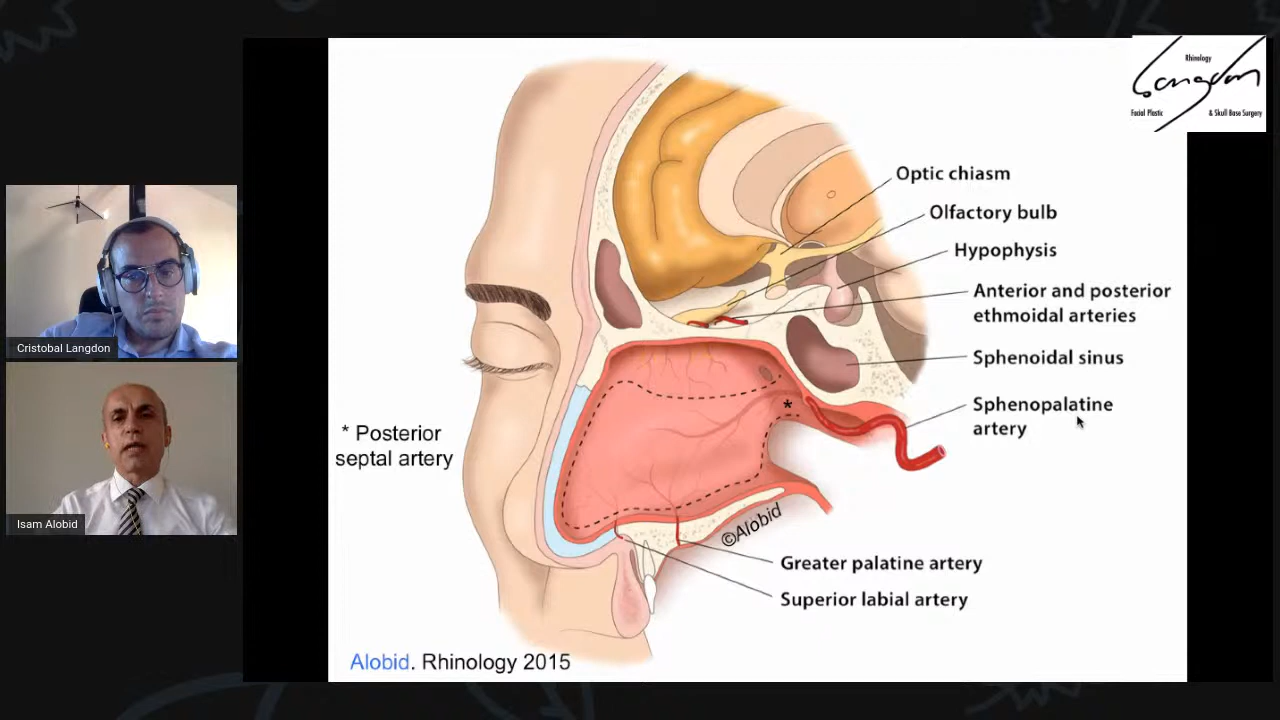 Rhinology
Langdon
Facial Plastic
& Skull Base Surgery
Optic chiasm
Olfactory bulb
Hypophysis
Anterior and posterior
ethmoidal arteries
Sphenoidal sinus
*
Sphenopalatine
artery
* Posterior
septal artery
©Alobid
Greater palatine artery
Superior labial artery
Alobid. Rhinology 2015
Cristobal Langdon
Isam Alobid